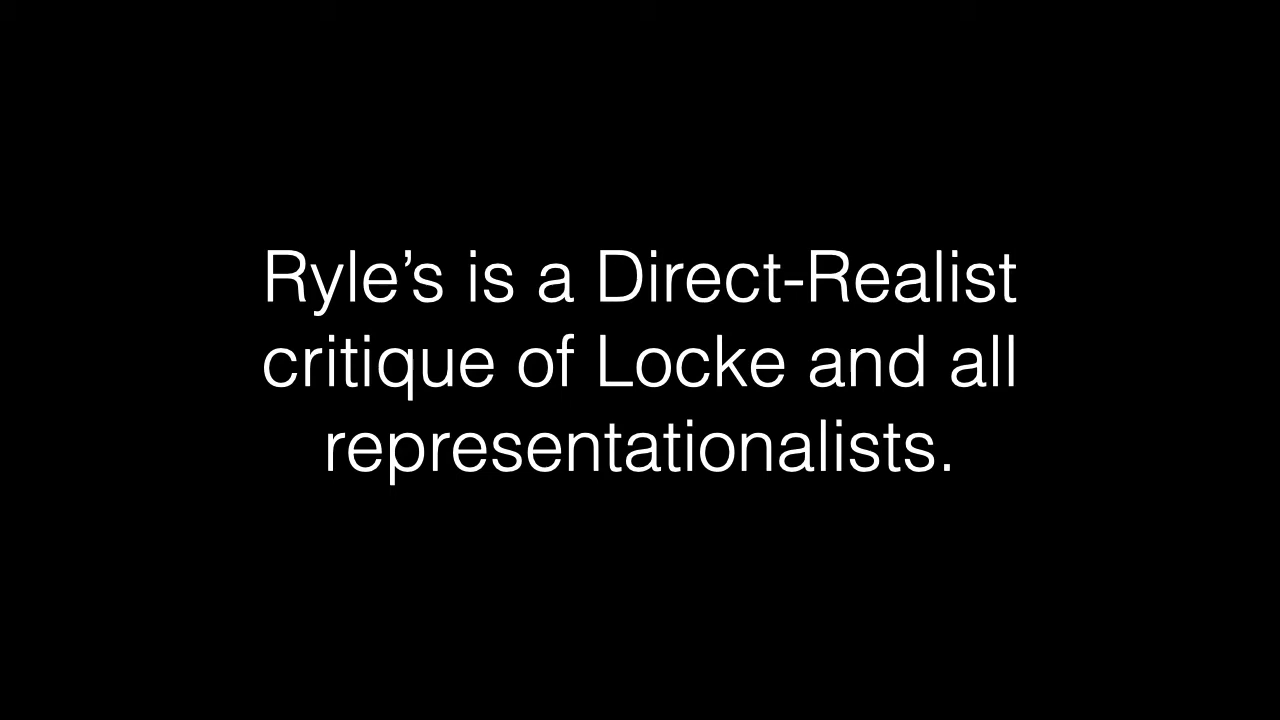 Ryle’s is a Direct-Realist
critique of Locke and all
representationalists.